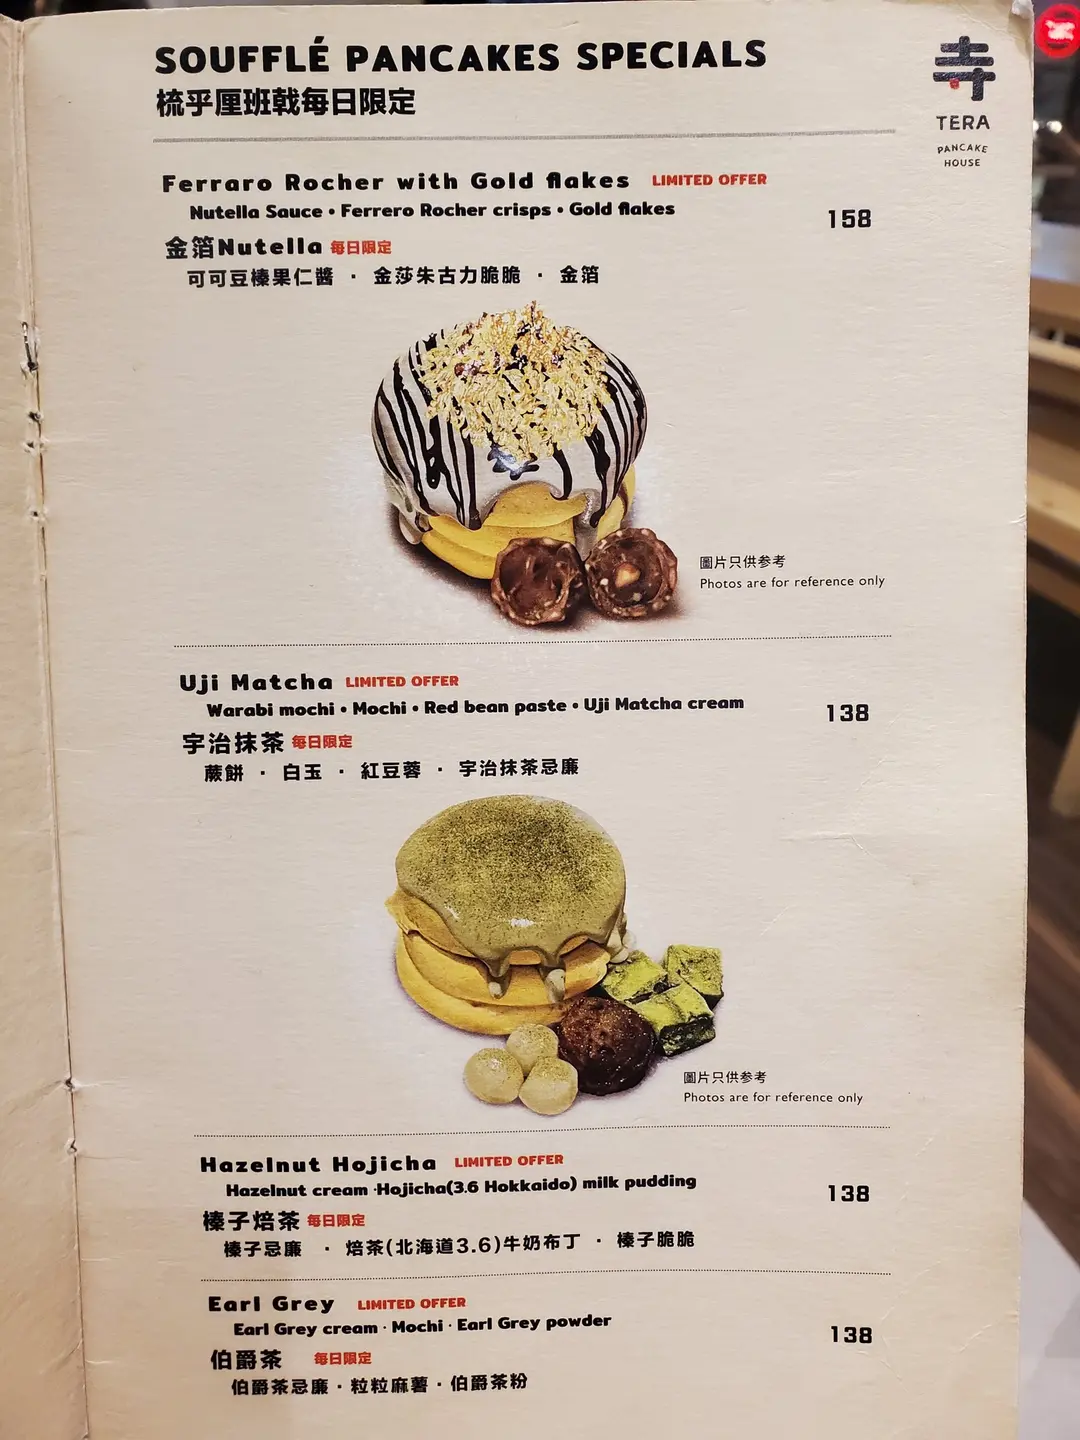 SOUFFLÉ PANCAKES SPECIALS
梳乎厘班戟每日限定
寺
TERA
PANCAKE
HOUSE
Ferraro Rocher with Gold flakes LIMITED OFFER
Nutella Sauce • Ferrero Rocher crisps • Gold flakes
158
金箔Nutella 每日限定
可可豆榛果仁醬 · 金莎朱古力脆脆 · 金箔
圖片只供參考
Photos are for reference only
Uji Matcha LIMITED OFFER
Warabi mochi • Mochi • Red bean paste • Uji Matcha cream
138
宇治抹茶 每日限定
蕨餅 · 白玉 · 紅豆蓉 · 宇治抹茶忌廉
圖片只供參考
Photos are for reference only
Hazelnut Hojicha LIMITED OFFER
Hazelnut cream ·Hojicha(3.6 Hokkaido) milk pudding
138
榛子焙茶 每日限定
榛子忌廉 · 焙茶(北海道3.6)牛奶布丁 · 榛子脆脆
Earl Grey LIMITED OFFER
Earl Grey cream · Mochi · Earl Grey powder
138
伯爵茶 每日限定
伯爵茶忌廉 · 粒粒麻薯 · 伯爵茶粉